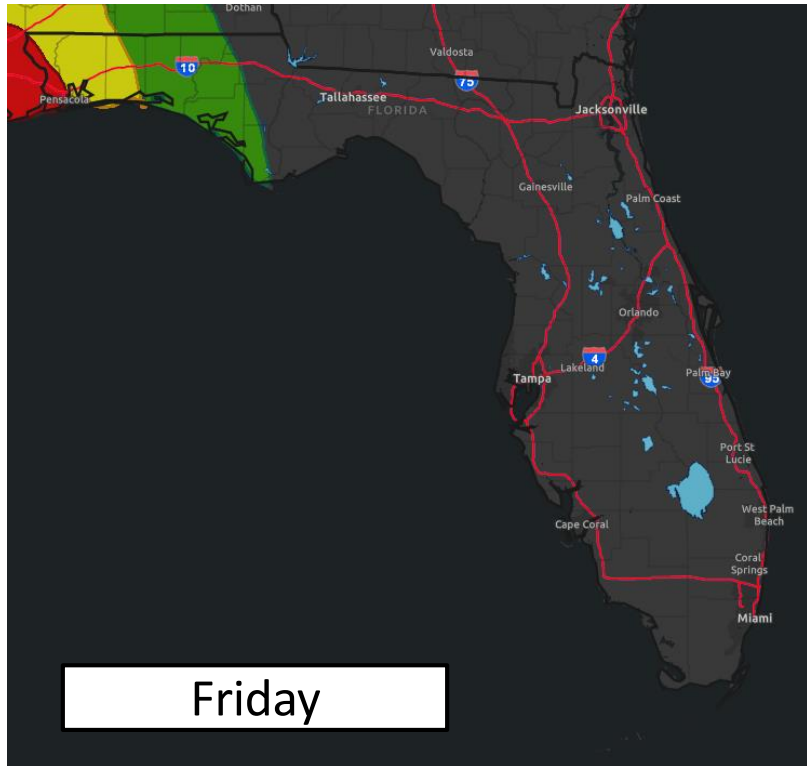 Dothan
Valdosta
10
75
Pensacola
Tallahassee
FLORIDA
Jacksonville
Gainesville
Palm Coast
Orlando
4
Lakeland
Tampa
Palm Bay
95
Port St
Lucie
West Palm
Beach
Cape Coral
Coral
Springs
Miami
Friday